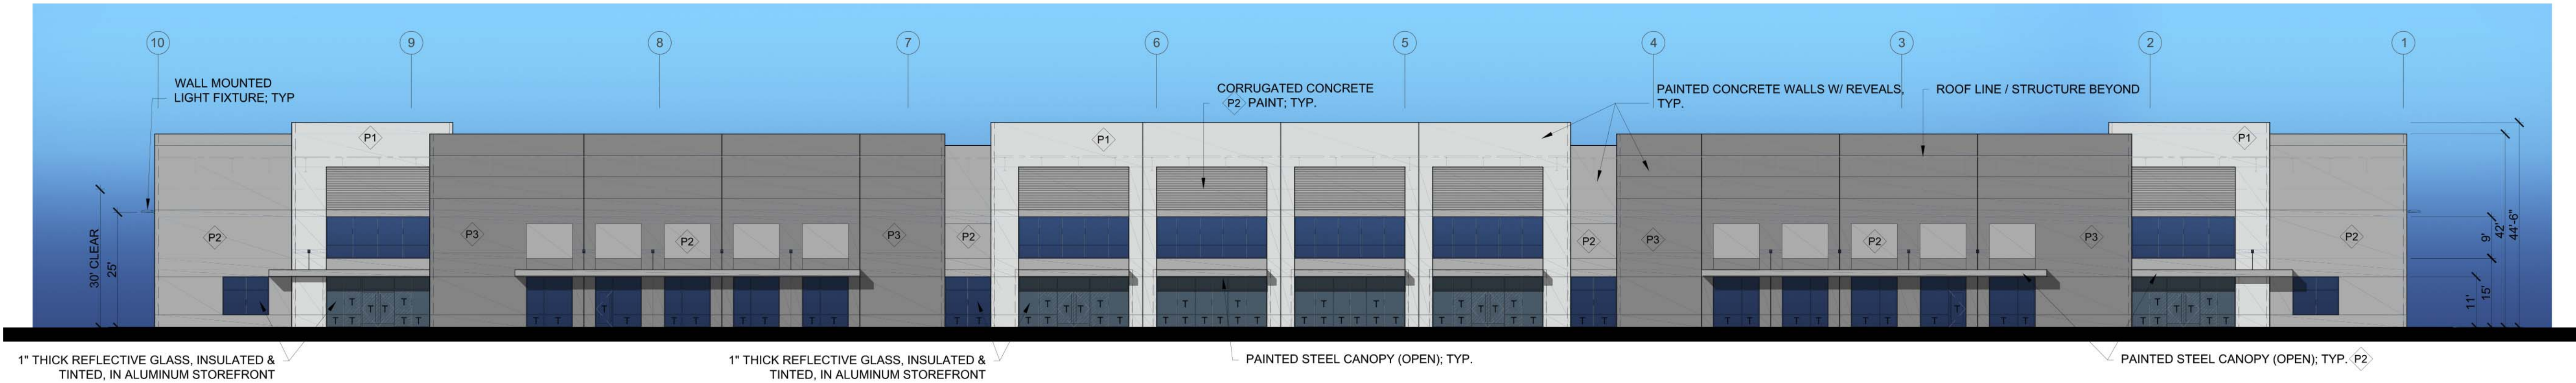 10 9 8 7 6 5 4 3 2 1
WALL MOUNTED
LIGHT FIXTURE; TYP
CORRUGATED CONCRETE
P2 PAINT; TYP.
PAINTED CONCRETE WALLS W/ REVEALS,
TYP.
ROOF LINE / STRUCTURE BEYOND
P1 P1 P1
P2 P3 P2 P3 P2 P2 P3 P2 P3 P2
30' CLEAR
25'
11'
15'
9'
42'
44'-6"
T T T T T T
T T T T
T T T T T T T T T T
T T T T
T T T T
T T
T T T T
T T T T T T
T T T T T T
T T T T
T T T T
T T T T T T T T T T
T T T T
T T T T
1" THICK REFLECTIVE GLASS, INSULATED &
TINTED, IN ALUMINUM STOREFRONT
1" THICK REFLECTIVE GLASS, INSULATED &
TINTED, IN ALUMINUM STOREFRONT
PAINTED STEEL CANOPY (OPEN); TYP.
PAINTED STEEL CANOPY (OPEN); TYP. P2